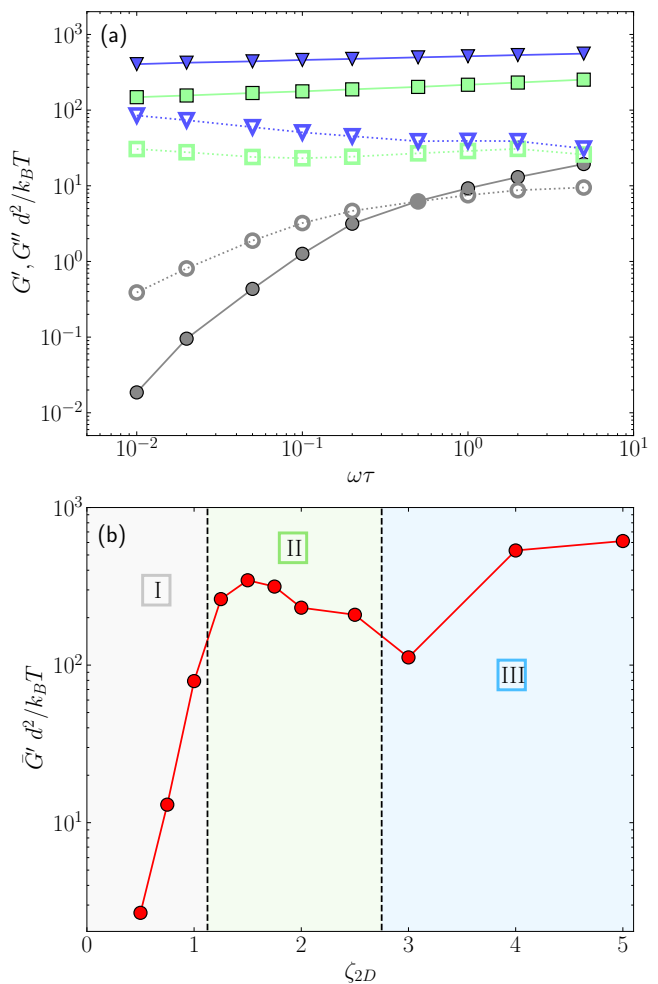 (a)
10³
10²
10¹
10⁰
10⁻¹
10⁻²
G′, G″ d²/k_BT
10⁻² 10⁻¹ 10⁰ 10¹
ωτ
(b)
10³
10²
10¹
Ḡ′ d²/k_BT
I
II
III
0 1 2 3 4 5
ζ_2D